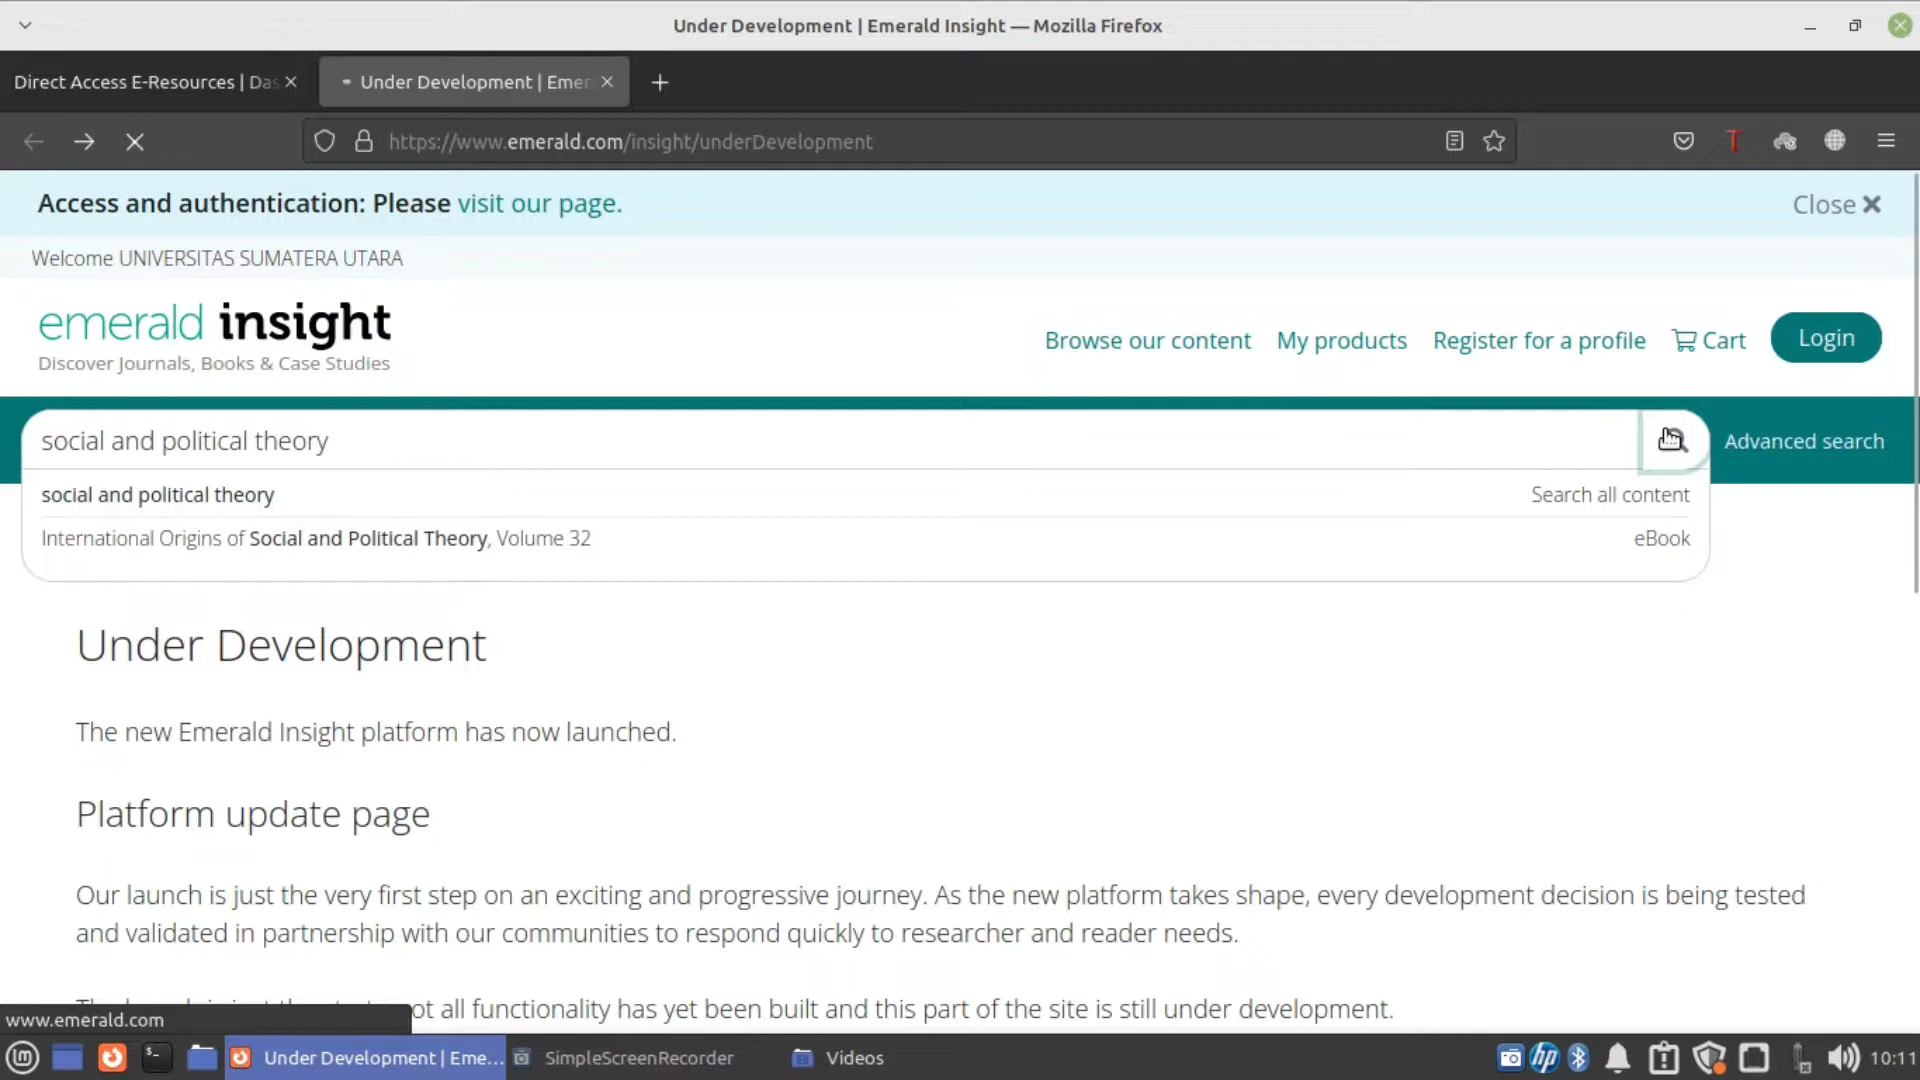 Under Development | Emerald Insight — Mozilla Firefox
Direct Access E-Resources | Das
Under Development | Emer
https://www.emerald.com/insight/underDevelopment
Access and authentication: Please visit our page.
Close
Welcome UNIVERSITAS SUMATERA UTARA
emerald insight
Discover Journals, Books & Case Studies
Browse our content
My products
Register for a profile
Cart
Login
social and political theory
Advanced search
social and political theory
Search all content
International Origins of Social and Political Theory, Volume 32
eBook
Under Development
The new Emerald Insight platform has now launched.
Platform update page
Our launch is just the very first step on an exciting and progressive journey. As the new platform takes shape, every development decision is being tested
and validated in partnership with our communities to respond quickly to researcher and reader needs.
ot all functionality has yet been built and this part of the site is still under development.
www.emerald.com
Under Development | Eme...
SimpleScreenRecorder
Videos
10:11